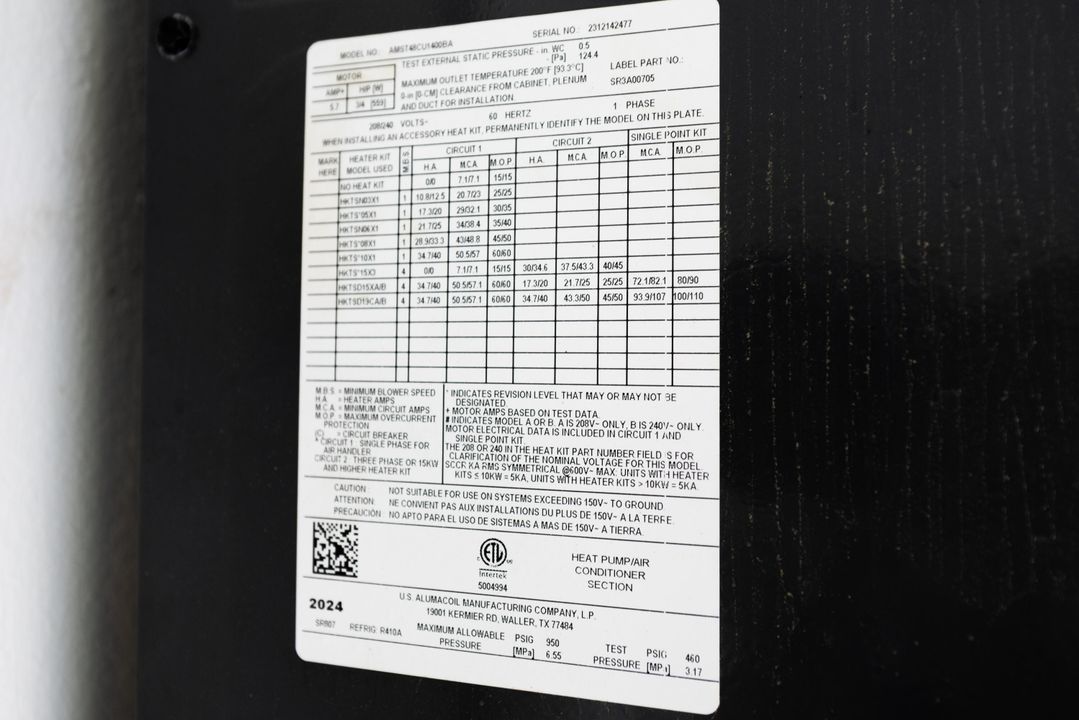 MODEL NO.: AMST48CU1400BA SERIAL NO.: 2312142477
MOTOR
AMP+ H/P [W]
5.7 3/4 [559]
TEST EXTERNAL STATIC PRESSURE - in. WC 0.5
- [Pa] 124.4
MAXIMUM OUTLET TEMPERATURE 200°F [93.3°C]
0-in [0-CM] CLEARANCE FROM CABINET, PLENUM
AND DUCT FOR INSTALLATION.
LABEL PART NO.:
SR3A00705
208/240 VOLTS~ 60 HERTZ 1 PHASE
WHEN INSTALLING AN ACCESSORY HEAT KIT, PERMANENTLY IDENTIFY THE MODEL ON THIS PLATE.
MARK HERE HEATER KIT MODEL USED M.B.S CIRCUIT 1 CIRCUIT 2 SINGLE POINT KIT
H.A. M.C.A. M.O.P. H.A. M.C.A. M.O.P M.C.A. M.O.P.
NO HEAT KIT 0/0 7.1/7.1 15/15
HKTSN03X1 1 10.8/12.5 20.7/23 25/25
HKTS*05X1 1 17.3/20 29/32.1 30/35
HKTSN06X1 1 21.7/25 34/38.4 35/40
HKTS*08X1 1 28.9/33.3 43/48.8 45/50
HKTS*10X1 1 34.7/40 50.5/57 60/60
HKTS*15X3 4 0/0 7.1/7.1 15/15 30/34.6 37.5/43.3 40/45
HKTSD15XA/B 4 34.7/40 50.5/57.1 60/60 17.3/20 21.7/25 25/25 72.1/82.1 80/90
HKTSD19CA/B 4 34.7/40 50.5/57.1 60/60 34.7/40 43.3/50 45/50 93.9/107 100/110
M.B.S. = MINIMUM BLOWER SPEED
H.A. = HEATER AMPS
M.C.A. = MINIMUM CIRCUIT AMPS
M.O.P. = MAXIMUM OVERCURRENT
PROTECTION
(C) = CIRCUIT BREAKER
* CIRCUIT 1 SINGLE PHASE FOR
AIR HANDLER
CIRCUIT 2 THREE PHASE OR 15KW
AND HIGHER HEATER KIT
* INDICATES REVISION LEVEL THAT MAY OR MAY NOT BE
DESIGNATED.
+ MOTOR AMPS BASED ON TEST DATA.
# INDICATES MODEL A OR B. A IS 208V~ ONLY, B IS 240V~ ONLY.
MOTOR ELECTRICAL DATA IS INCLUDED IN CIRCUIT 1 AND
SINGLE POINT KIT.
THE 208 OR 240 IN THE HEAT KIT PART NUMBER FIELD IS FOR
CLARIFICATION OF THE NOMINAL VOLTAGE FOR THIS MODEL.
SCCR KA RMS SYMMETRICAL @600V~ MAX: UNITS WITH HEATER
KITS ≤ 10KW = 5KA, UNITS WITH HEATER KITS > 10KW = 5KA.
CAUTION: NOT SUITABLE FOR USE ON SYSTEMS EXCEEDING 150V~ TO GROUND
ATTENTION: NE CONVIENT PAS AUX INSTALLATIONS DU PLUS DE 150V~ A LA TERRE.
PRECAUCIÓN: NO APTO PARA EL USO DE SISTEMAS A MAS DE 150V~ A TIERRA.
ETL
Intertek
5004994
HEAT PUMP/AIR
CONDITIONER
SECTION
2024
U.S. ALUMACOIL MANUFACTURING COMPANY, L.P.
19001 KERMIER RD, WALLER, TX 77484
SR807 REFRIG: R410A
MAXIMUM ALLOWABLE PRESSURE PSIG 950
[MPa] 6.55
TEST PRESSURE PSIG 460
[MPa] 3.17